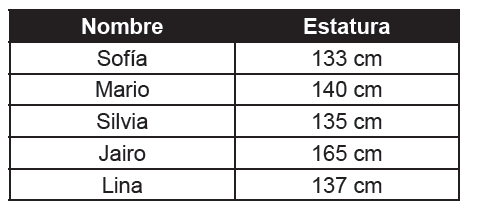 Nombre Estatura
Sofía 133 cm
Mario 140 cm
Silvia 135 cm
Jairo 165 cm
Lina 137 cm